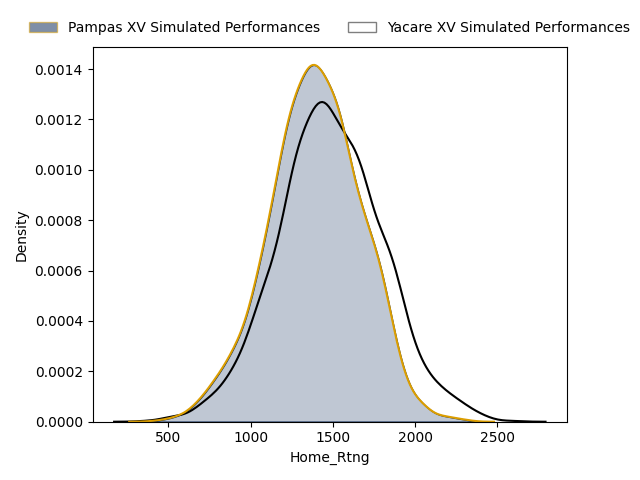 Pampas XV Simulated Performances Yacare XV Simulated Performances
0.0014
0.0012
0.0010
0.0008
0.0006
0.0004
0.0002
0.0000
Density
500 1000 1500 2000 2500
Home_Rtng